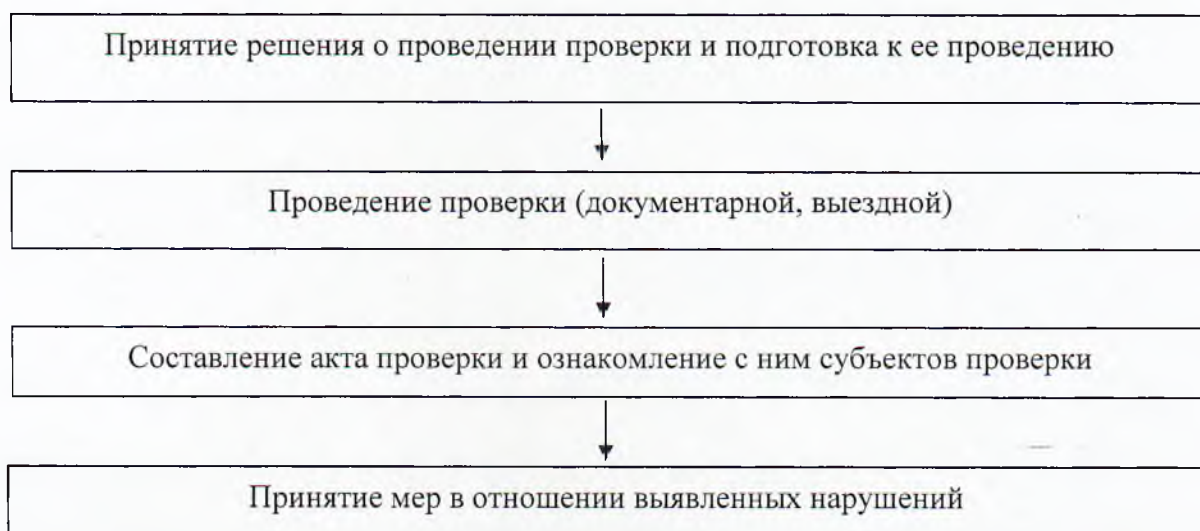 Принятие решения о проведении проверки и подготовка к ее проведению
Проведение проверки (документарной, выездной)
Составление акта проверки и ознакомление с ним субъектов проверки
Принятие мер в отношении выявленных нарушений